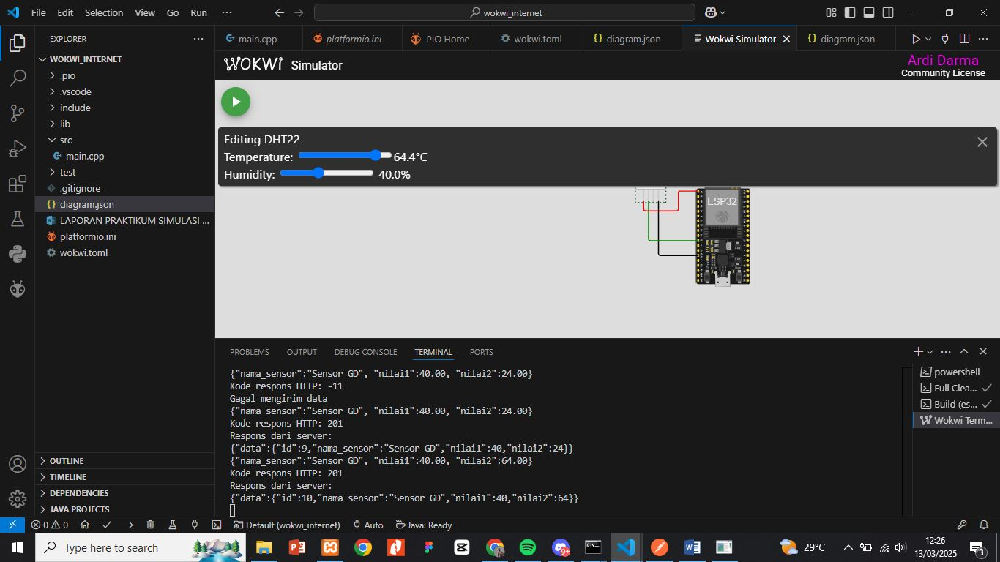 File Edit Selection View Go Run ··· wokwi_internet
EXPLORER ···
WOKWI_INTERNET
.pio
.vscode
include
lib
src
main.cpp
test
.gitignore
diagram.json
LAPORAN PRAKTIKUM SIMULASI ...
platformio.ini
wokwi.toml
OUTLINE
TIMELINE
DEPENDENCIES
JAVA PROJECTS
main.cpp platformio.ini PIO Home wokwi.toml diagram.json Wokwi Simulator diagram.json
WOKWI Simulator
Ardi Darma
Community License
Editing DHT22
Temperature: 64.4°C
Humidity: 40.0%
ESP32
PROBLEMS OUTPUT DEBUG CONSOLE TERMINAL PORTS
{"nama_sensor":"Sensor GD", "nilai1":40.00, "nilai2":24.00}
Kode respons HTTP: -11
Gagal mengirim data
{"nama_sensor":"Sensor GD", "nilai1":40.00, "nilai2":24.00}
Kode respons HTTP: 201
Respons dari server:
{"data":{"id":9,"nama_sensor":"Sensor GD","nilai1":40,"nilai2":24}}
{"nama_sensor":"Sensor GD", "nilai1":40.00, "nilai2":64.00}
Kode respons HTTP: 201
Respons dari server:
{"data":{"id":10,"nama_sensor":"Sensor GD","nilai1":40,"nilai2":64}}
powershell
Full Clea...
Build (es...
Wokwi Term...
0 0 Default (wokwi_internet) Auto Java: Ready
Type here to search
29°C
12:26
13/03/2025
3